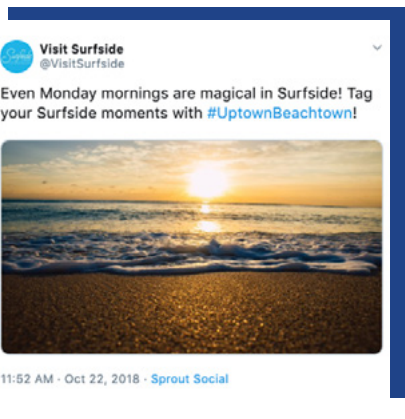 Visit Surfside
@VisitSurfside
Even Monday mornings are magical in Surfside! Tag
your Surfside moments with #UptownBeachtown!
11:52 AM · Oct 22, 2018 · Sprout Social